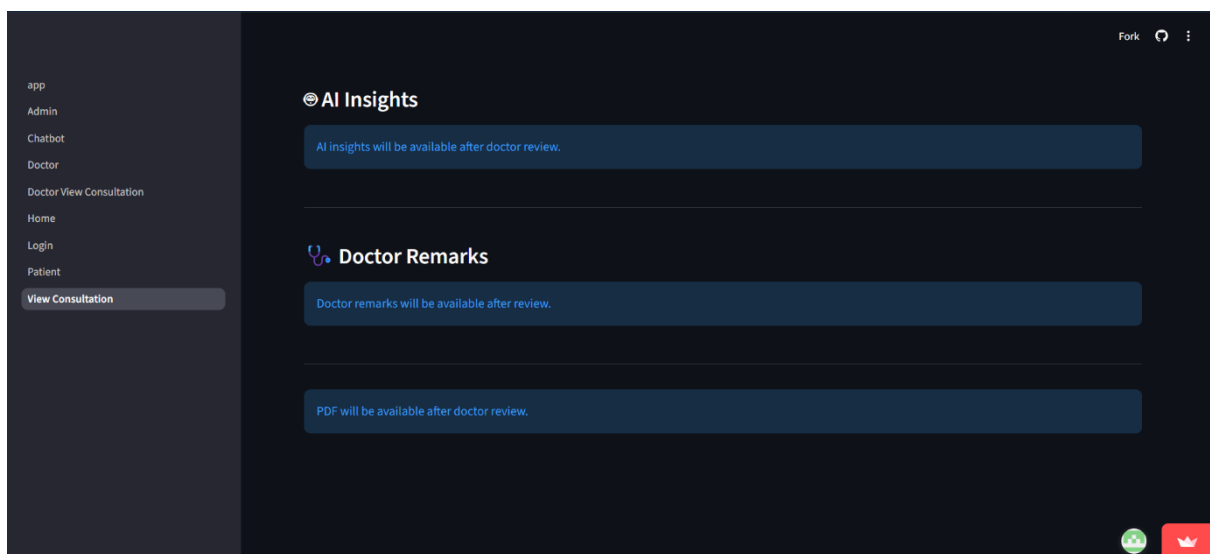 Fork
app
Admin
Chatbot
Doctor
Doctor View Consultation
Home
Login
Patient
View Consultation
AI Insights
AI insights will be available after doctor review.
Doctor Remarks
Doctor remarks will be available after review.
PDF will be available after doctor review.